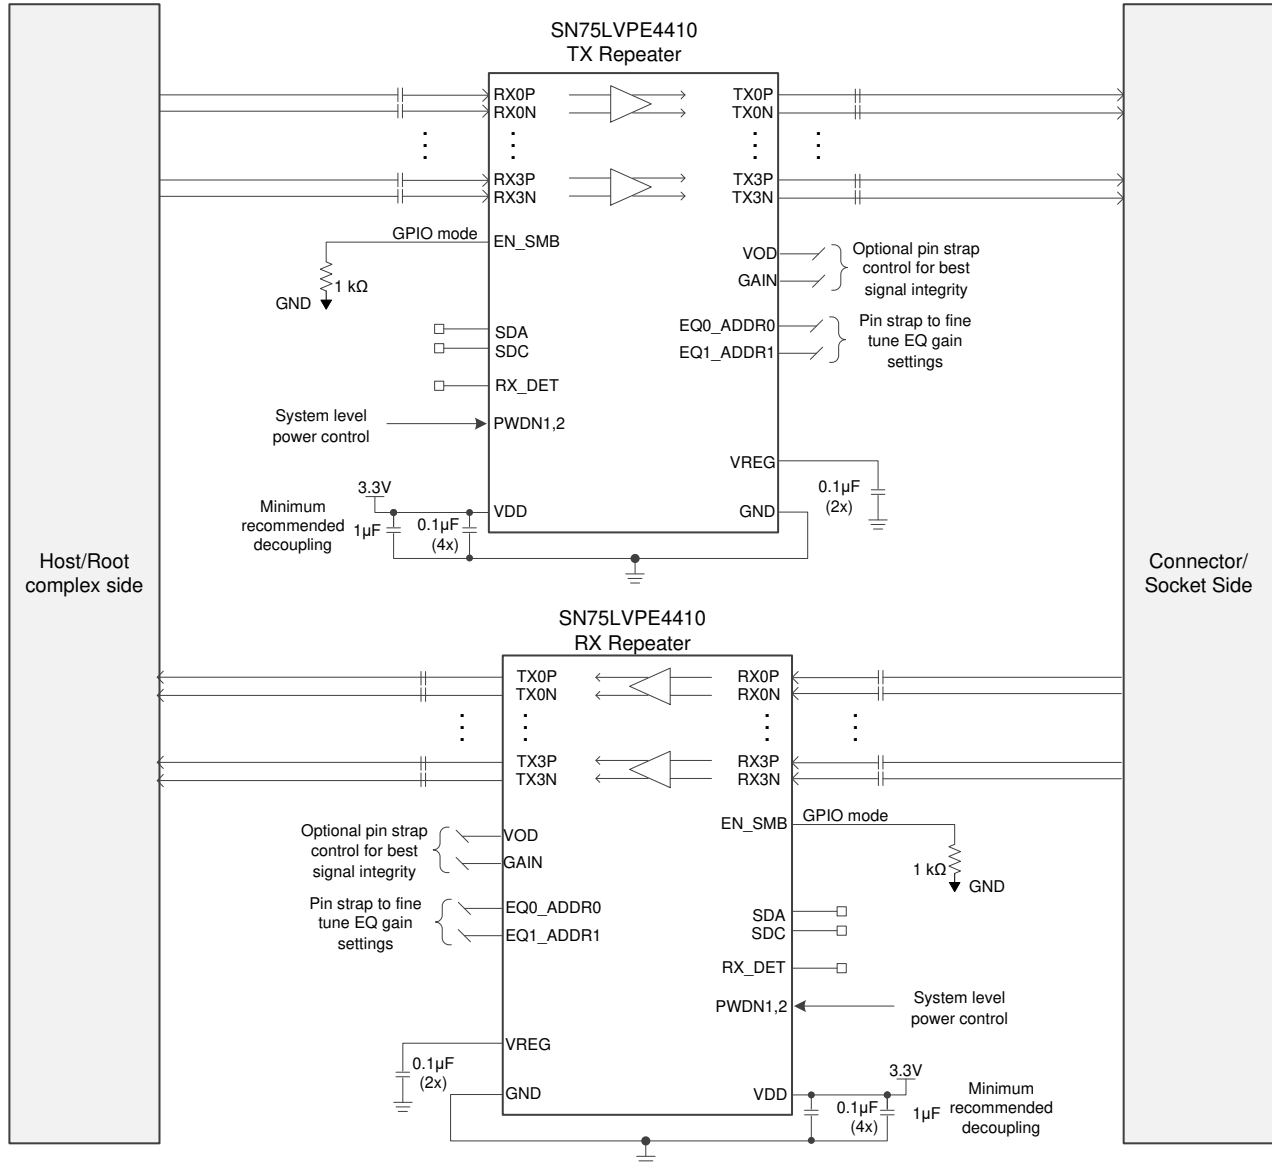 SN75LVPE4410
TX Repeater
RX0P
RX0N
TX0P
TX0N
RX3P
RX3N
TX3P
TX3N
GPIO mode
EN_SMB
1 kΩ
GND
VOD
GAIN
Optional pin strap
control for best
signal integrity
SDA
SDC
EQ0_ADDR0
EQ1_ADDR1
Pin strap to fine
tune EQ gain
settings
RX_DET
System level
power control
PWDN1,2
VREG
0.1µF
(2x)
3.3V
Minimum
recommended
decoupling
1µF
0.1µF
(4x)
VDD
GND
Host/Root
complex side
Connector/
Socket Side
SN75LVPE4410
RX Repeater
TX0P
TX0N
RX0P
RX0N
TX3P
TX3N
RX3P
RX3N
EN_SMB
GPIO mode
1 kΩ
GND
Optional pin strap
control for best
signal integrity
VOD
GAIN
Pin strap to fine
tune EQ gain
settings
EQ0_ADDR0
EQ1_ADDR1
SDA
SDC
RX_DET
PWDN1,2
System level
power control
VREG
0.1µF
(2x)
GND
VDD
3.3V
0.1µF
(4x)
1µF
Minimum
recommended
decoupling